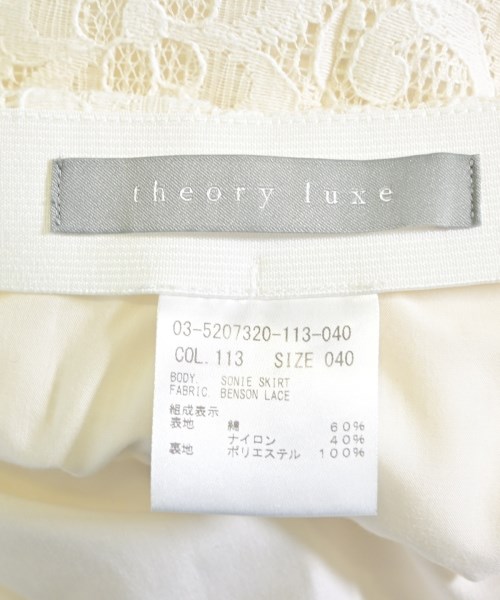 theory luxe
03-5207320-113-040
COL. 113 SIZE 040
BODY. SONIE SKIRT
FABRIC. BENSON LACE
組成表示
表地 綿 60%
ナイロン 40%
裏地 ポリエステル 100%